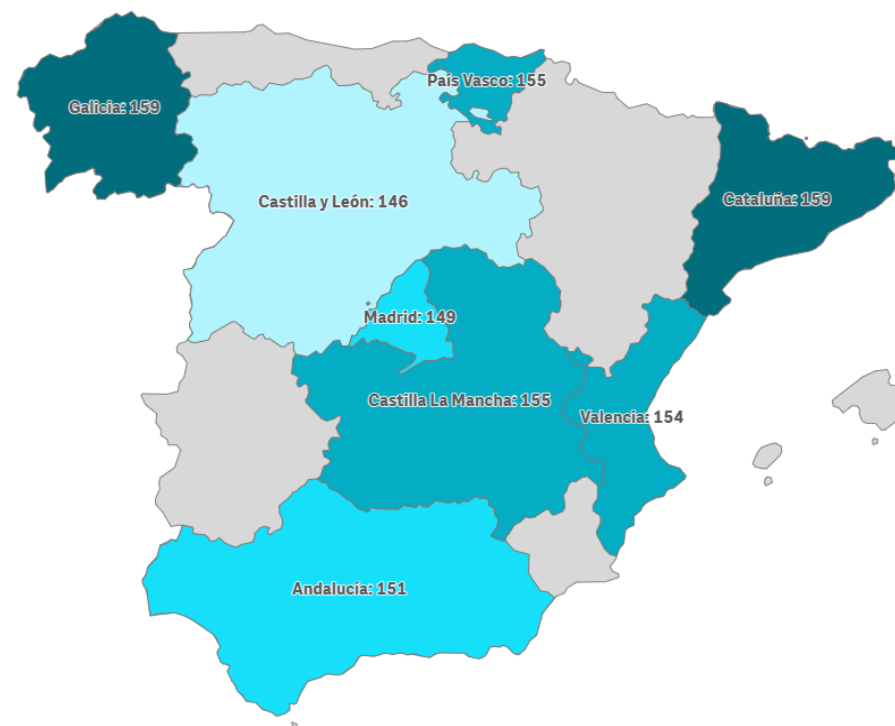 País Vasco: 155
Galicia: 159
Castilla y León: 146
Cataluña: 159
Madrid: 149
Castilla La Mancha: 155
Valencia: 154
Andalucía: 151